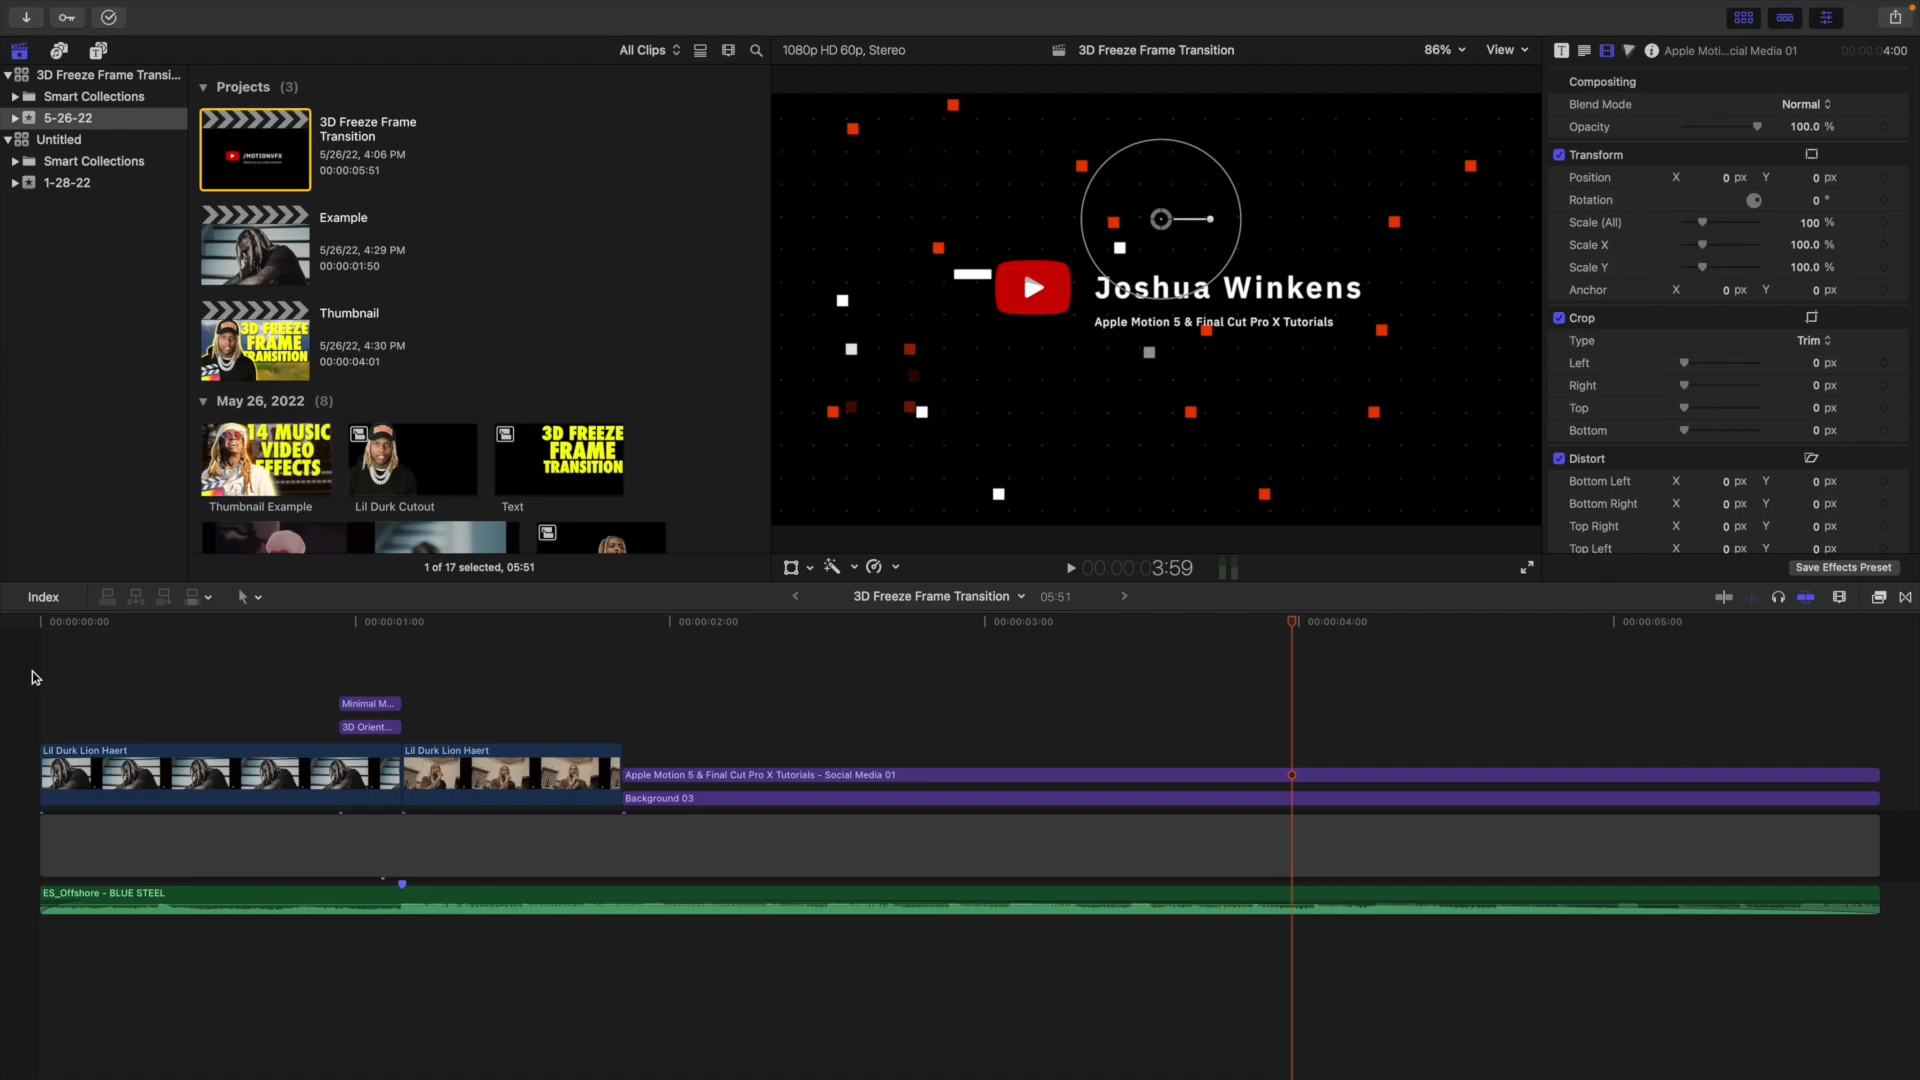 All Clips
1080p HD 60p, Stereo
3D Freeze Frame Transition
86%
View
Apple Moti...cial Media 01
00:00:04:00
3D Freeze Frame Transi...
Smart Collections
5-26-22
Untitled
Smart Collections
1-28-22
Projects (3)
/MOTIONVFX
3D Freeze Frame
Transition
5/26/22, 4:06 PM
00:00:05:51
Example
5/26/22, 4:29 PM
00:00:01:50
3D FREEZE
FRAME
TRANSITION
Thumbnail
5/26/22, 4:30 PM
00:00:04:01
May 26, 2022 (8)
14 MUSIC
VIDEO
EFFECTS
3D FREEZE
FRAME
TRANSITION
Thumbnail Example
Lil Durk Cutout
Text
1 of 17 selected, 05:51
Joshua Winkens
Apple Motion 5 & Final Cut Pro X Tutorials
00:00:03:59
Compositing
Blend Mode Normal
Opacity 100.0 %
Transform
Position X 0 px Y 0 px
Rotation 0 °
Scale (All) 100 %
Scale X 100.0 %
Scale Y 100.0 %
Anchor X 0 px Y 0 px
Crop
Type Trim
Left 0 px
Right 0 px
Top 0 px
Bottom 0 px
Distort
Bottom Left X 0 px Y 0 px
Bottom Right X 0 px Y 0 px
Top Right X 0 px Y 0 px
Top Left X 0 px Y 0 px
Save Effects Preset
Index
3D Freeze Frame Transition
05:51
00:00:00:00
00:00:01:00
00:00:02:00
00:00:03:00
00:00:04:00
00:00:05:00
Minimal M...
3D Orient...
Lil Durk Lion Haert
Lil Durk Lion Haert
Apple Motion 5 & Final Cut Pro X Tutorials - Social Media 01
Background 03
ES_Offshore - BLUE STEEL